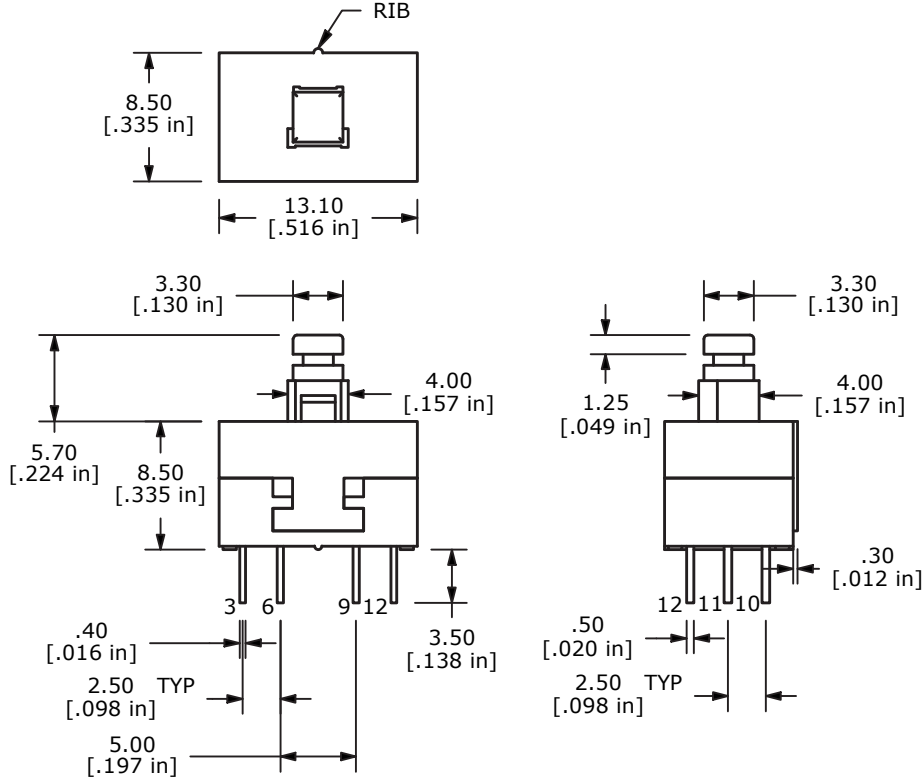 RIB
8.50
[.335 in]
13.10
[.516 in]
3.30
[.130 in]
4.00
[.157 in]
5.70
[.224 in]
8.50
[.335 in]
3 6 9 12
.40
[.016 in]
3.50
[.138 in]
2.50 TYP
[.098 in]
5.00
[.197 in]
3.30
[.130 in]
1.25
[.049 in]
4.00
[.157 in]
.30
[.012 in]
12 11 10
.50
[.020 in]
2.50 TYP
[.098 in]